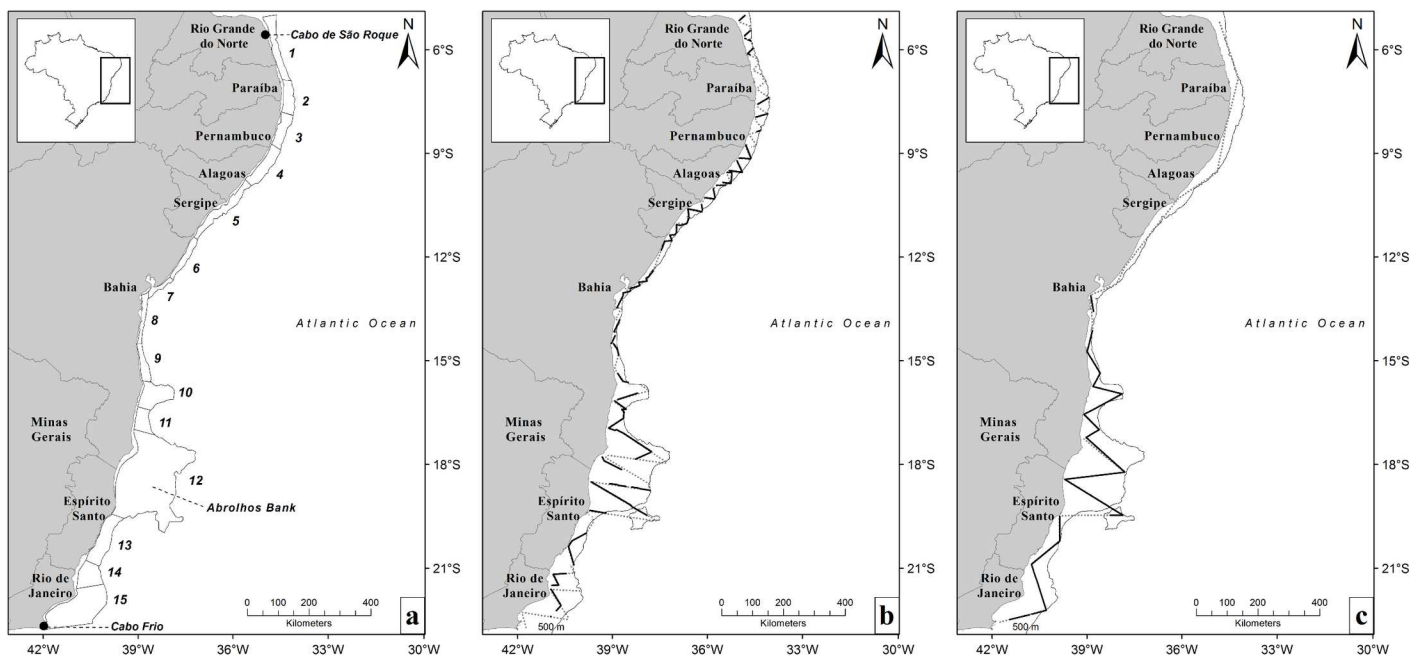 N
Rio Grande
do Norte
Cabo de São Roque
1
6°S
Paraíba
2
Pernambuco
3
9°S
Alagoas
4
Sergipe
5
12°S
6
Bahia
7
8
Atlantic Ocean
9
15°S
10
Minas
Gerais
11
18°S
12
Espírito
Santo
Abrolhos Bank
13
21°S
Rio de
Janeiro
14
15
0 100 200 400
Kilometers
Cabo Frio
a
42°W 39°W 36°W 33°W 30°W
N
Rio Grande
do Norte
6°S
Paraíba
Pernambuco
9°S
Alagoas
Sergipe
12°S
Bahia
Atlantic Ocean
15°S
Minas
Gerais
18°S
Espírito
Santo
21°S
Rio de
Janeiro
0 100 200 400
Kilometers
500 m
b
42°W 39°W 36°W 33°W 30°W
N
Rio Grande
do Norte
6°S
Paraíba
Pernambuco
9°S
Alagoas
Sergipe
12°S
Bahia
Atlantic Ocean
15°S
Minas
Gerais
18°S
Espírito
Santo
21°S
Rio de
Janeiro
0 100 200 400
Kilometers
500 m
c
42°W 39°W 36°W 33°W 30°W